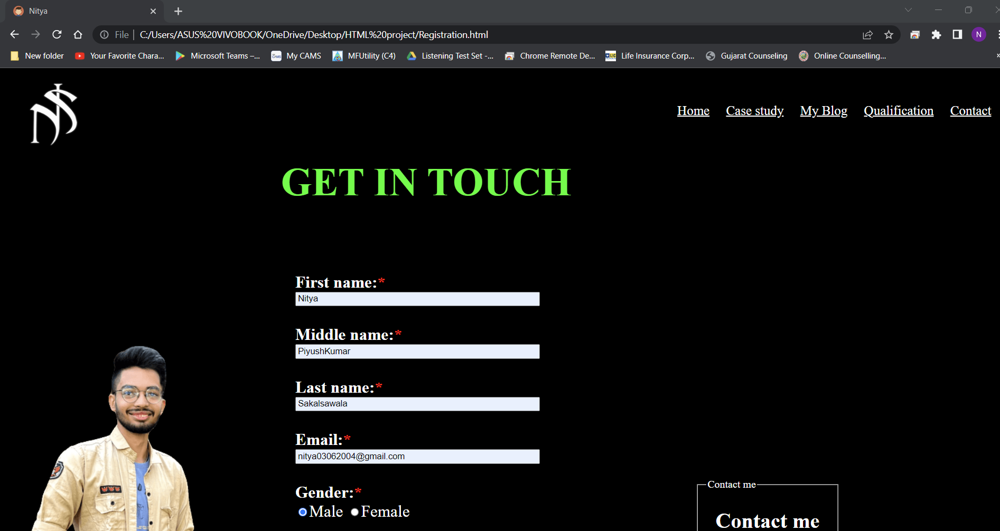 Nitya
File C:/Users/ASUS%20VIVOBOOK/OneDrive/Desktop/HTML%20project/Registration.html
N
New folder Your Favorite Chara... Microsoft Teams –... My CAMS MFUtility (C4) Listening Test Set -... Chrome Remote De... Life Insurance Corp... Gujarat Counseling Online Counselling...
Home Case study My Blog Qualification Contact
GET IN TOUCH
First name:*
Nitya
Middle name:*
PiyushKumar
Last name:*
Sakalsawala
Email:*
nitya03062004@gmail.com
Gender:*
Male Female
Contact me
Contact me